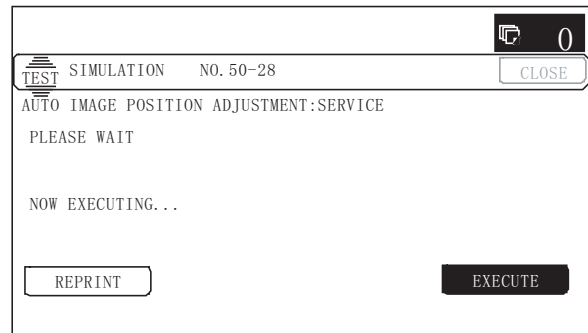 0
TEST SIMULATION NO.50-28 CLOSE
AUTO IMAGE POSITION ADJUSTMENT:SERVICE
PLEASE WAIT
NOW EXECUTING...
REPRINT EXECUTE